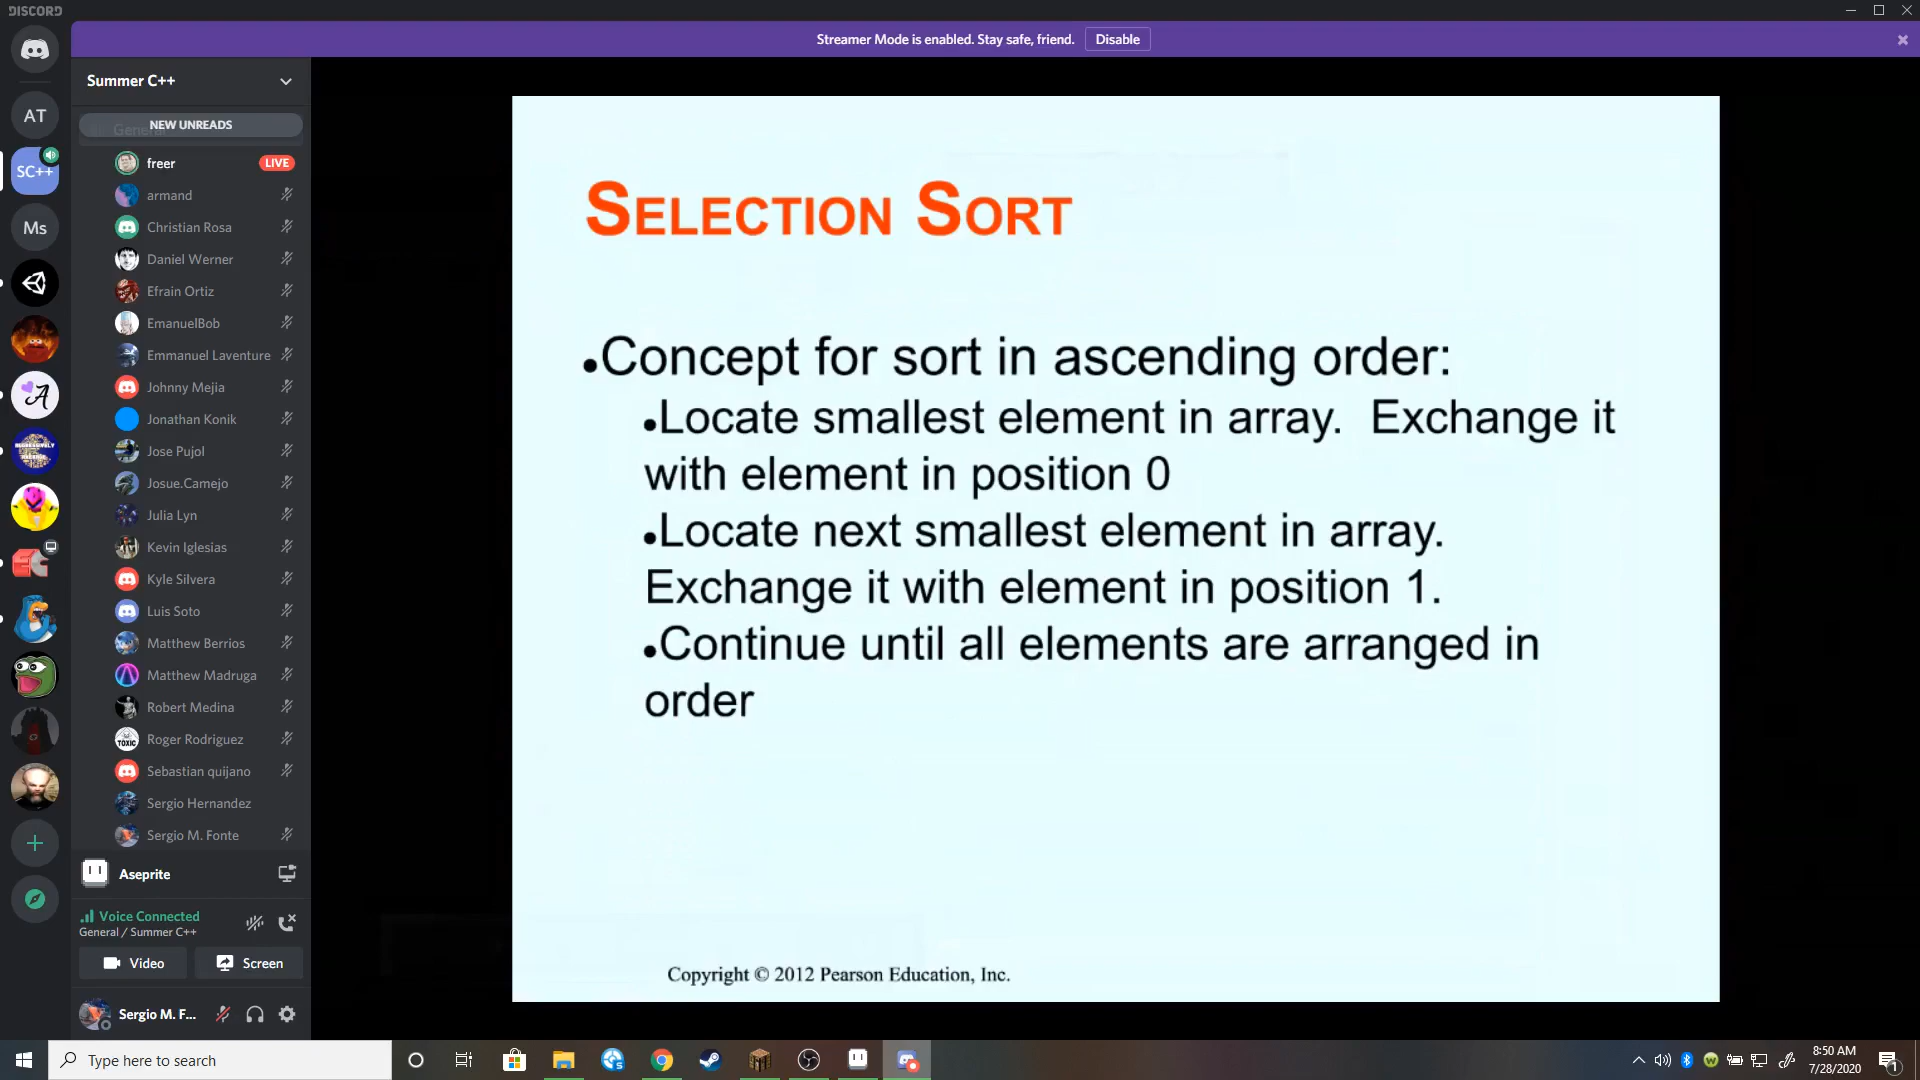 DISCORD
Streamer Mode is enabled. Stay safe, friend.
Disable
AT
SC++
Ms
Summer C++
NEW UNREADS
freer
LIVE
armand
Christian Rosa
Daniel Werner
Efrain Ortiz
EmanuelBob
Emmanuel Laventure
Johnny Mejia
Jonathan Konik
Jose Pujol
Josue.Camejo
Julia Lyn
Kevin Iglesias
Kyle Silvera
Luis Soto
Matthew Berrios
Matthew Madruga
Robert Medina
TOXIC
Roger Rodriguez
Sebastian quijano
Sergio Hernandez
Sergio M. Fonte
Aseprite
Voice Connected
General / Summer C++
Video
Screen
Sergio M. F...
SELECTION SORT
•Concept for sort in ascending order:
•Locate smallest element in array. Exchange it
with element in position 0
•Locate next smallest element in array.
Exchange it with element in position 1.
•Continue until all elements are arranged in
order
Copyright © 2012 Pearson Education, Inc.
Type here to search
8:50 AM
7/28/2020
1